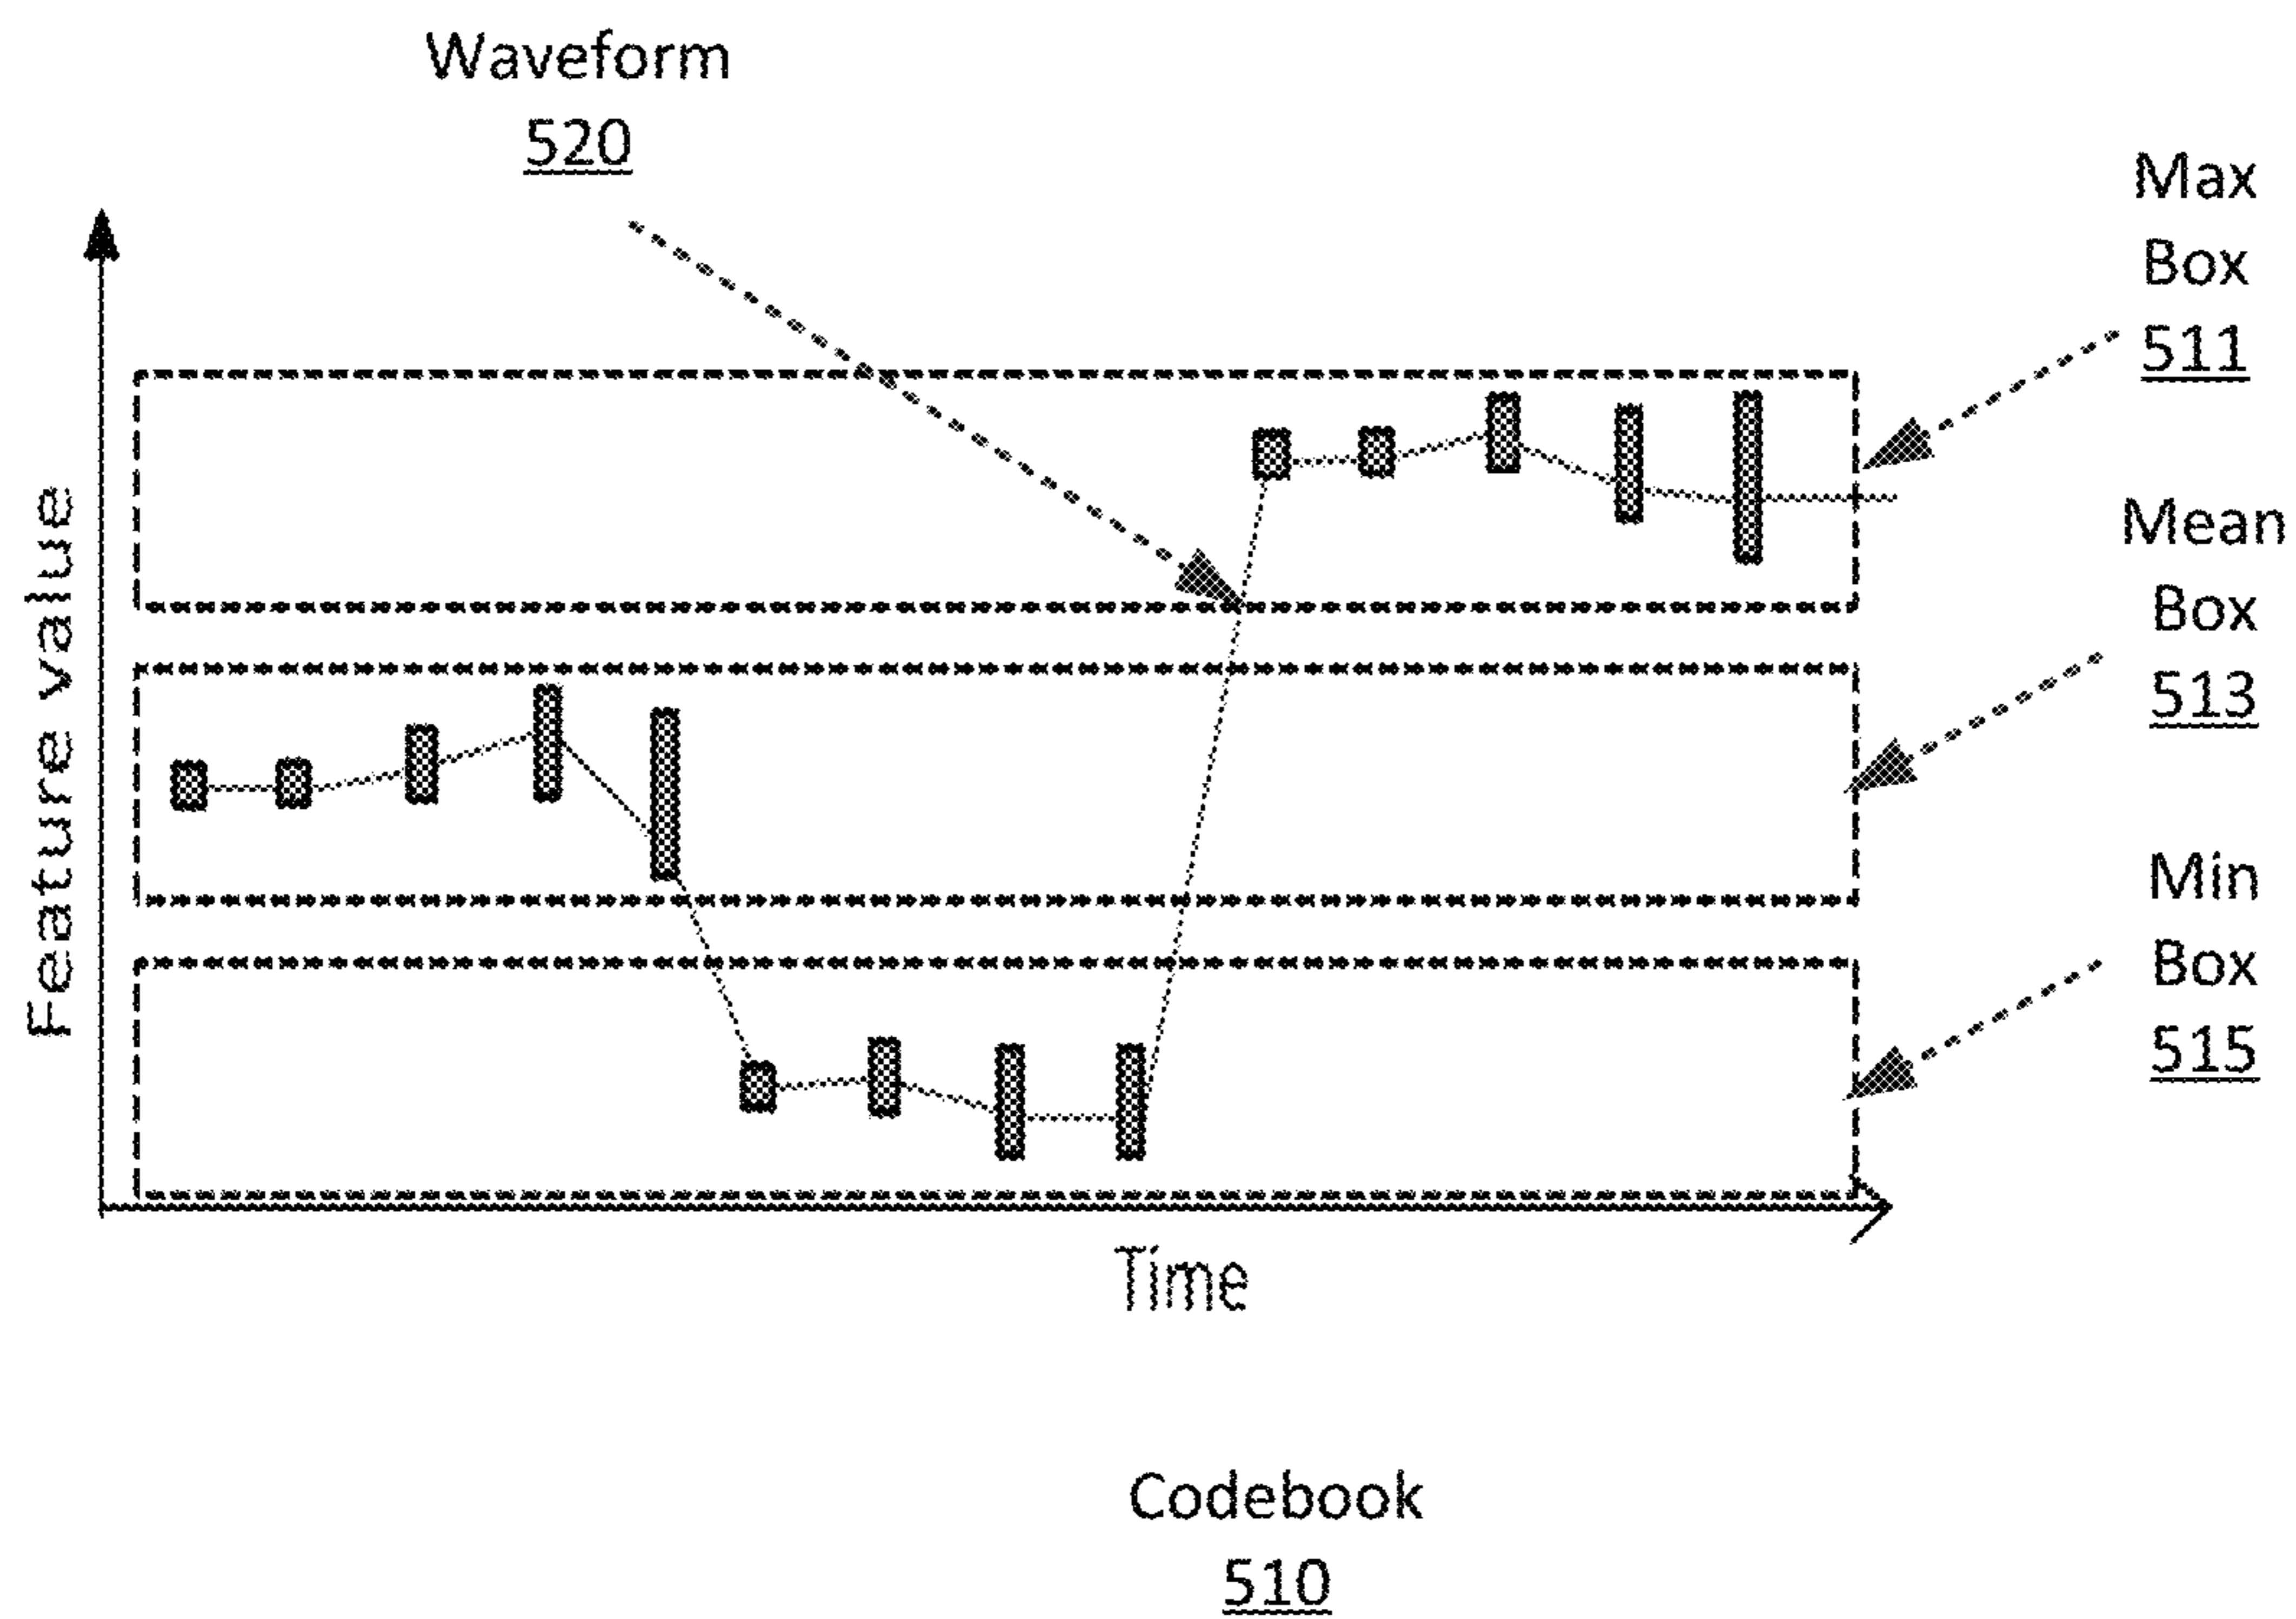 Waveform
520
Max
Box
511
Mean
Box
513
Min
Box
515
Feature value
Time
Codebook
510